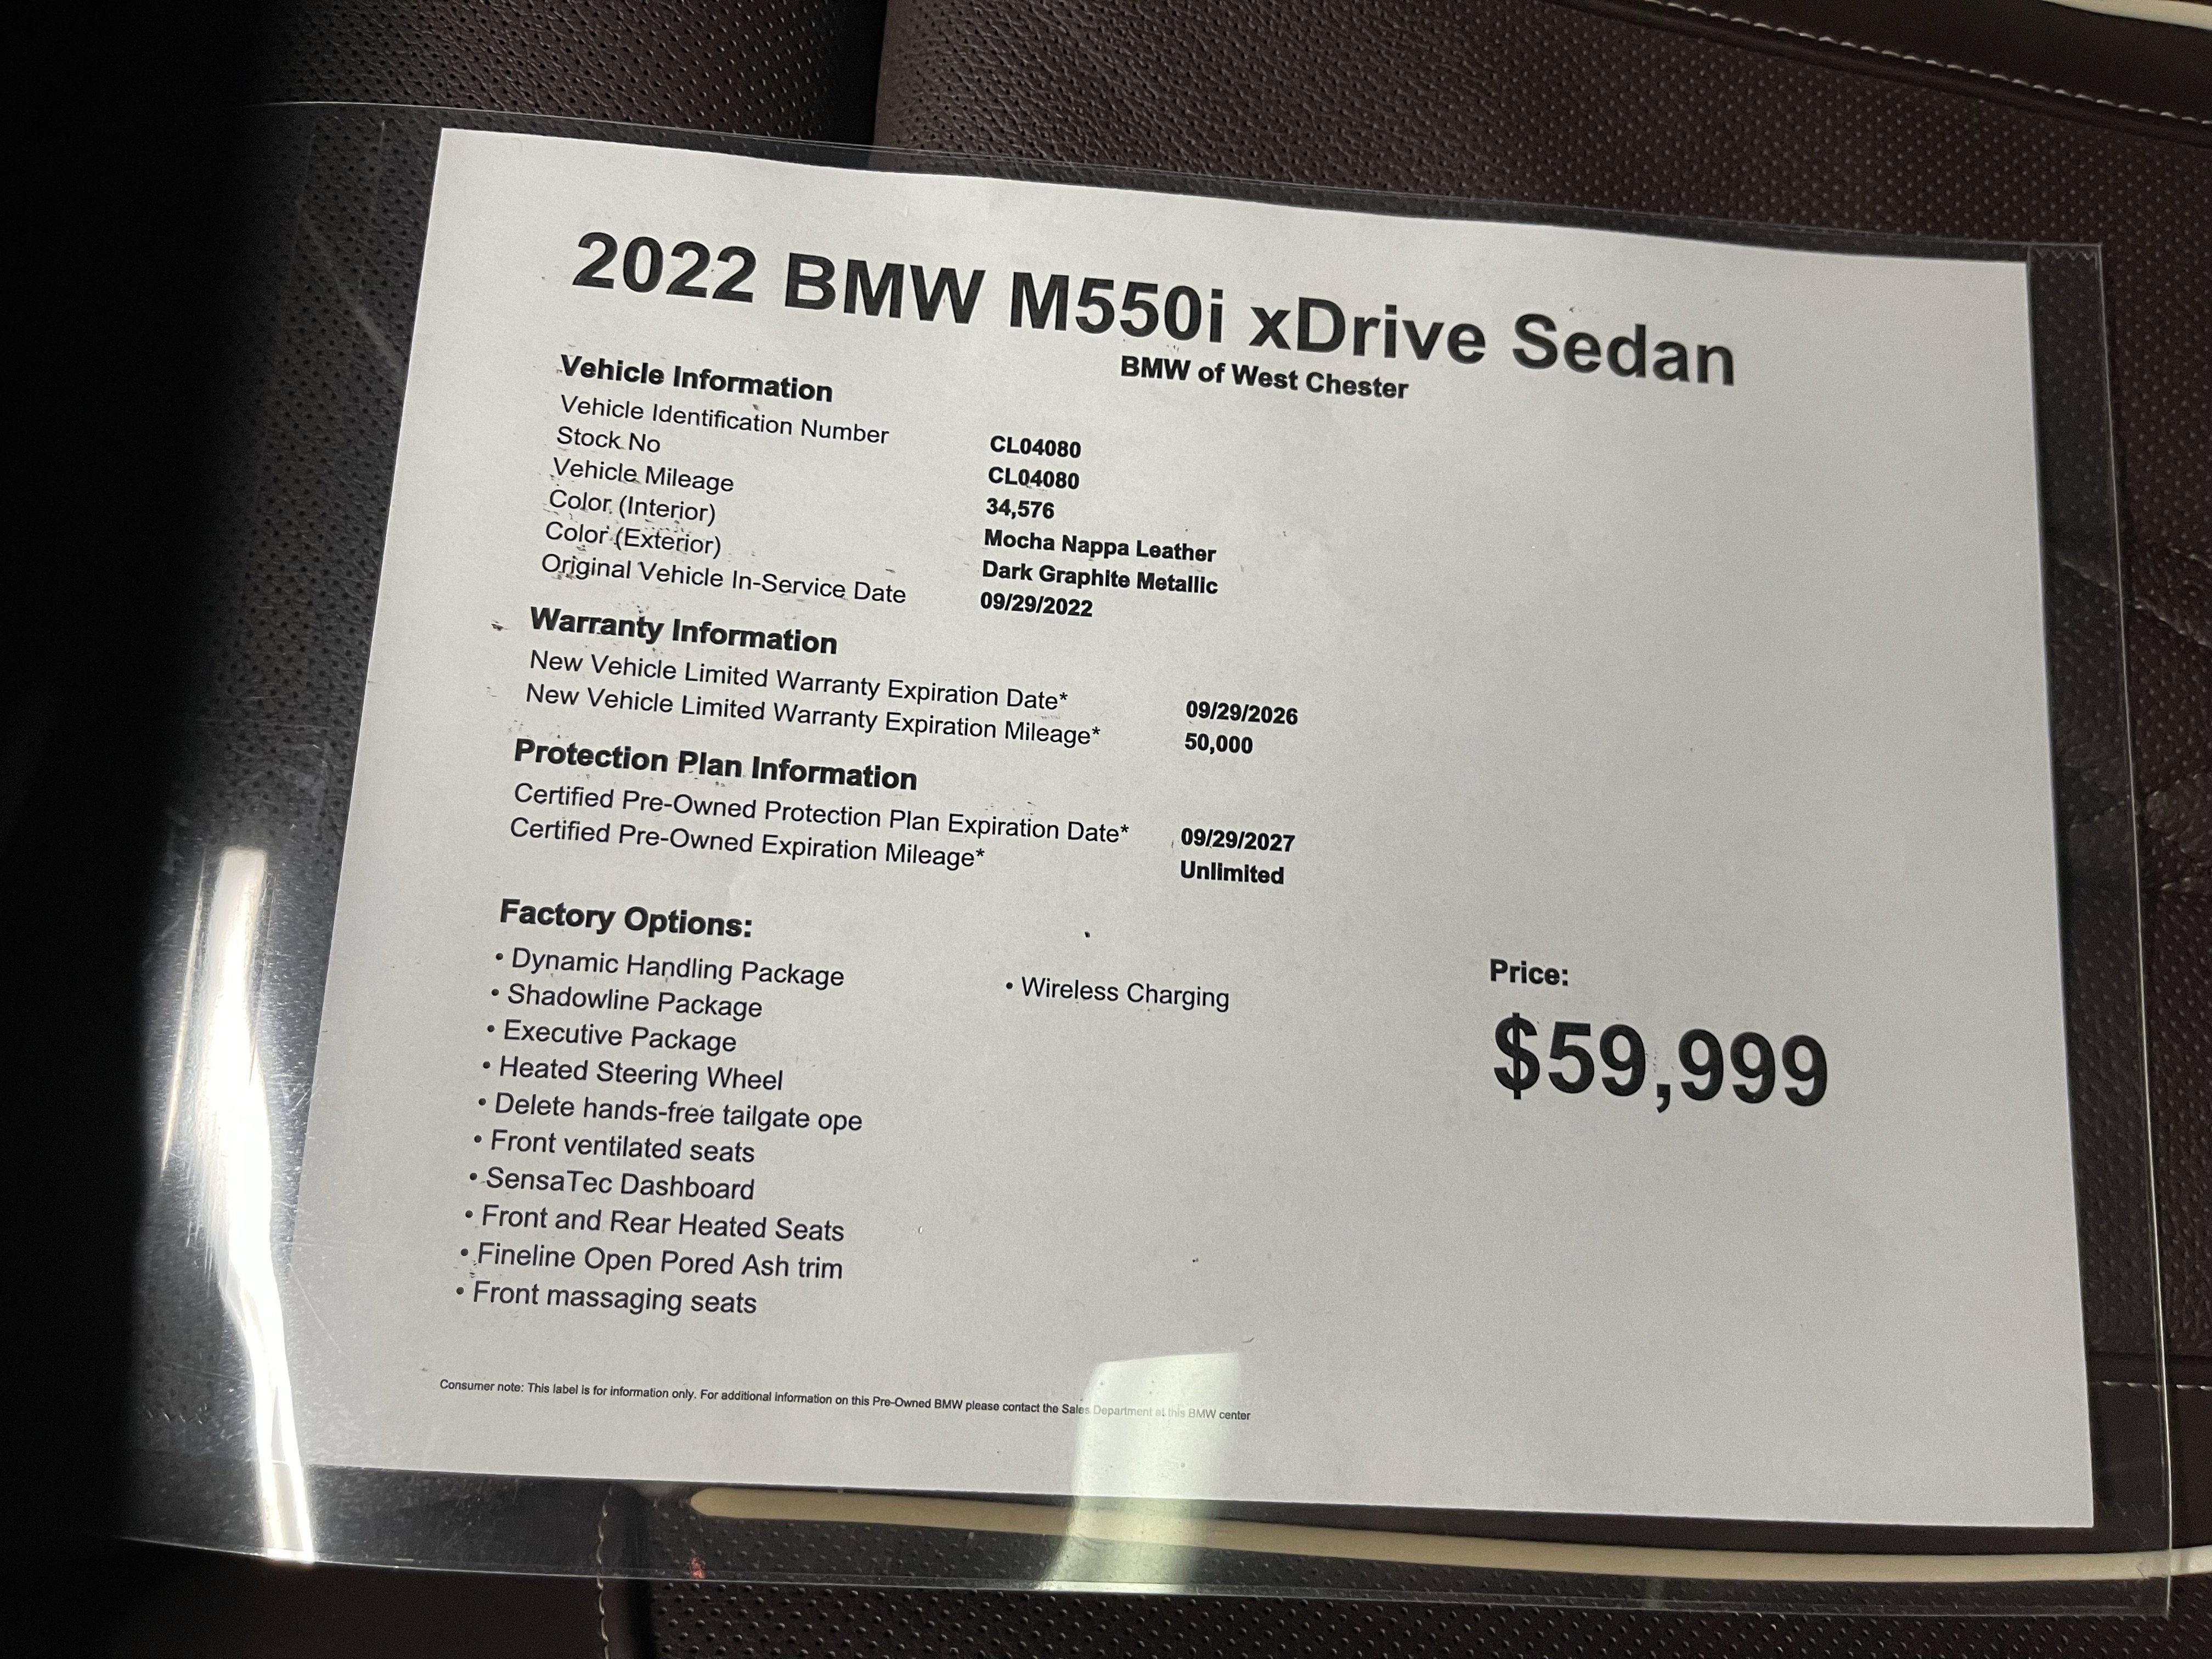 2022 BMW M550i xDrive Sedan
BMW of West Chester
Vehicle Information
Vehicle Identification Number CL04080
Stock No CL04080
Vehicle Mileage 34,576
Color (Interior) Mocha Nappa Leather
Color (Exterior) Dark Graphite Metallic
Original Vehicle In-Service Date 09/29/2022
Warranty Information
New Vehicle Limited Warranty Expiration Date* 09/29/2026
New Vehicle Limited Warranty Expiration Mileage* 50,000
Protection Plan Information
Certified Pre-Owned Protection Plan Expiration Date* 09/29/2027
Certified Pre-Owned Expiration Mileage* Unlimited
Factory Options:
• Dynamic Handling Package
• Shadowline Package
• Executive Package
• Heated Steering Wheel
• Delete hands-free tailgate ope
• Front ventilated seats
• SensaTec Dashboard
• Front and Rear Heated Seats
• Fineline Open Pored Ash trim
• Front massaging seats
• Wireless Charging
Price:
$59,999
Consumer note: This label is for information only. For additional information on this Pre-Owned BMW please contact the Sales Department at this BMW center